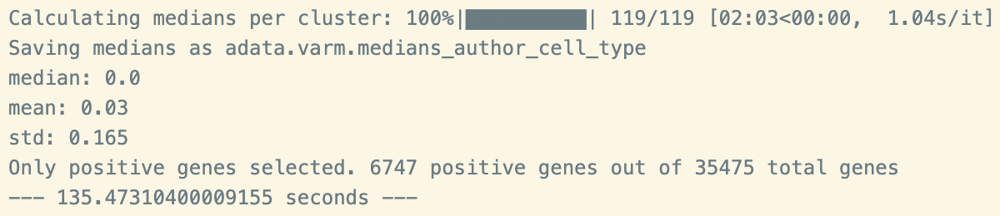 Calculating medians per cluster: 100%|██████████| 119/119 [02:03<00:00,  1.04s/it]
Saving medians as adata.varm.medians_author_cell_type
median: 0.0
mean: 0.03
std: 0.165
Only positive genes selected. 6747 positive genes out of 35475 total genes
--- 135.47310400009155 seconds ---